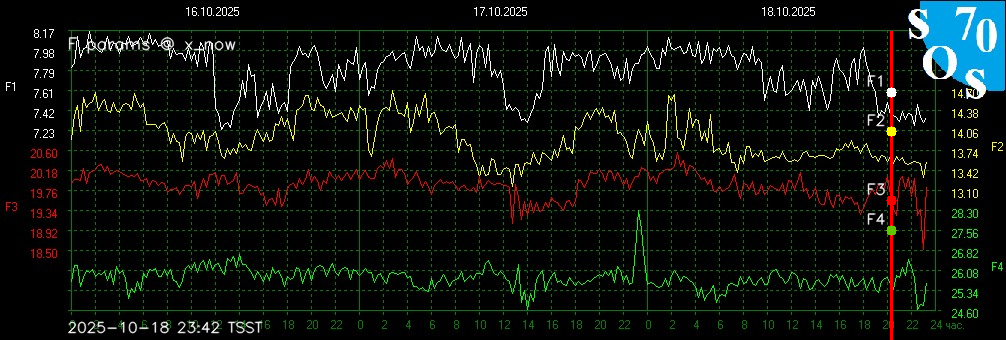 16.10.2025 17.10.2025 18.10.2025
SOS 70
F params @ x_now
F1
8.17
7.98
7.79
7.61
7.42
7.23
F3
20.60
20.18
19.76
19.34
18.92
18.50
F1
F2
F3
F4
14.70
14.38
14.06
13.74
13.42
13.10
F2
28.30
27.56
26.82
26.08
25.34
24.60
F4
2025-10-18 23:42 TSST
18 20 22 0 2 4 6 8 10 12 14 16 18 20 22 0 2 4 6 8 10 12 14 16 18 20 22 24 час.